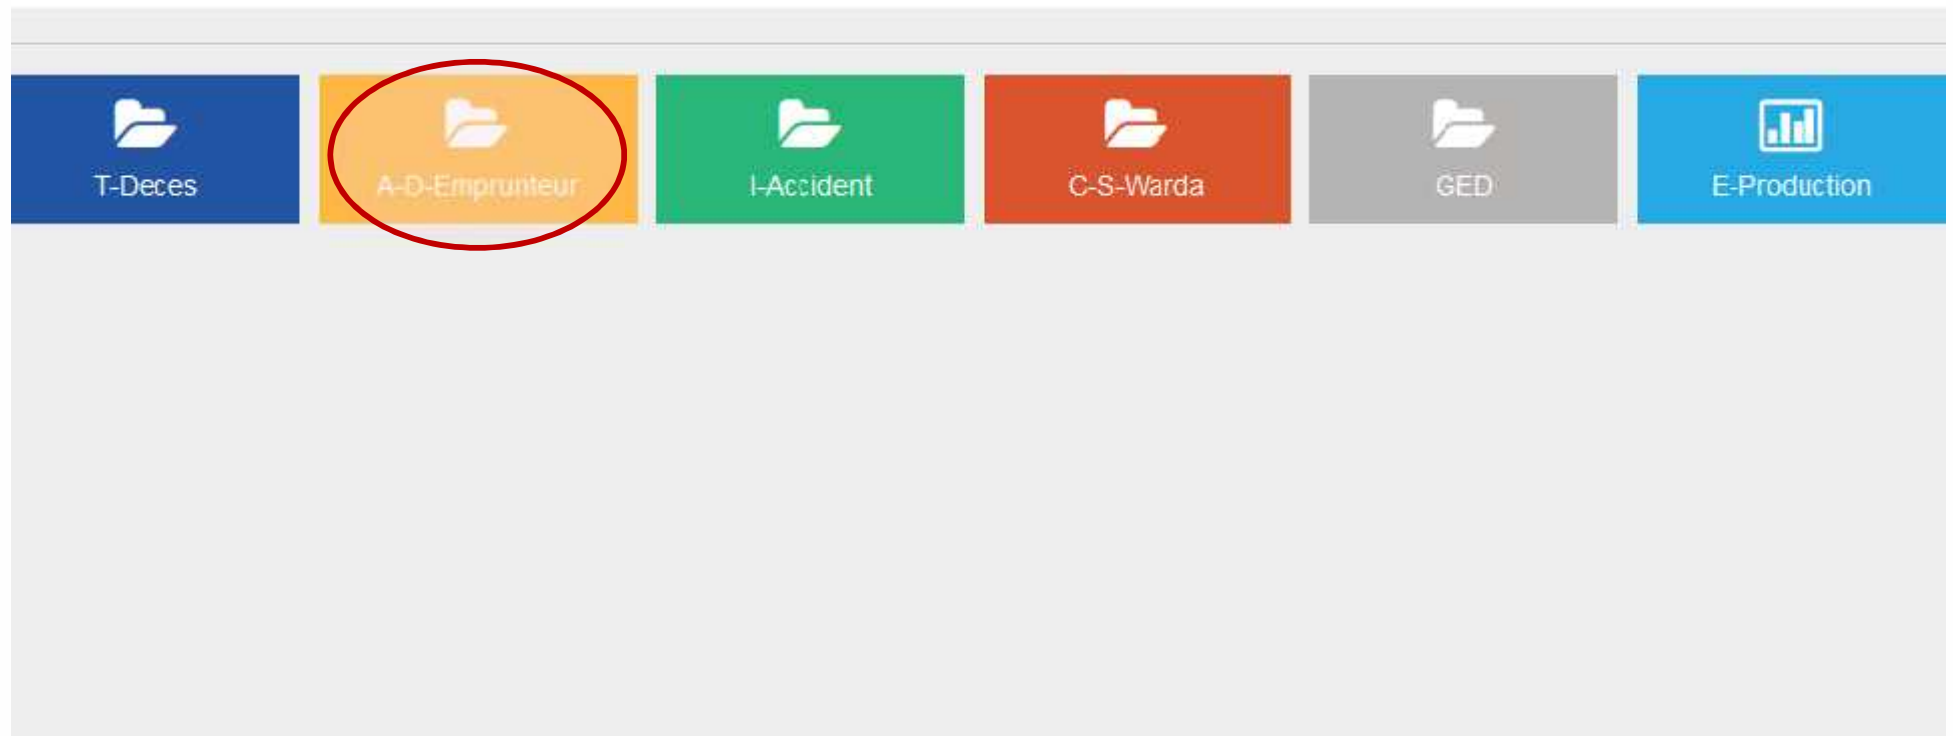 T-Deces
A-D-Emprunteur
I-Accident
C-S-Warda
GED
E-Production